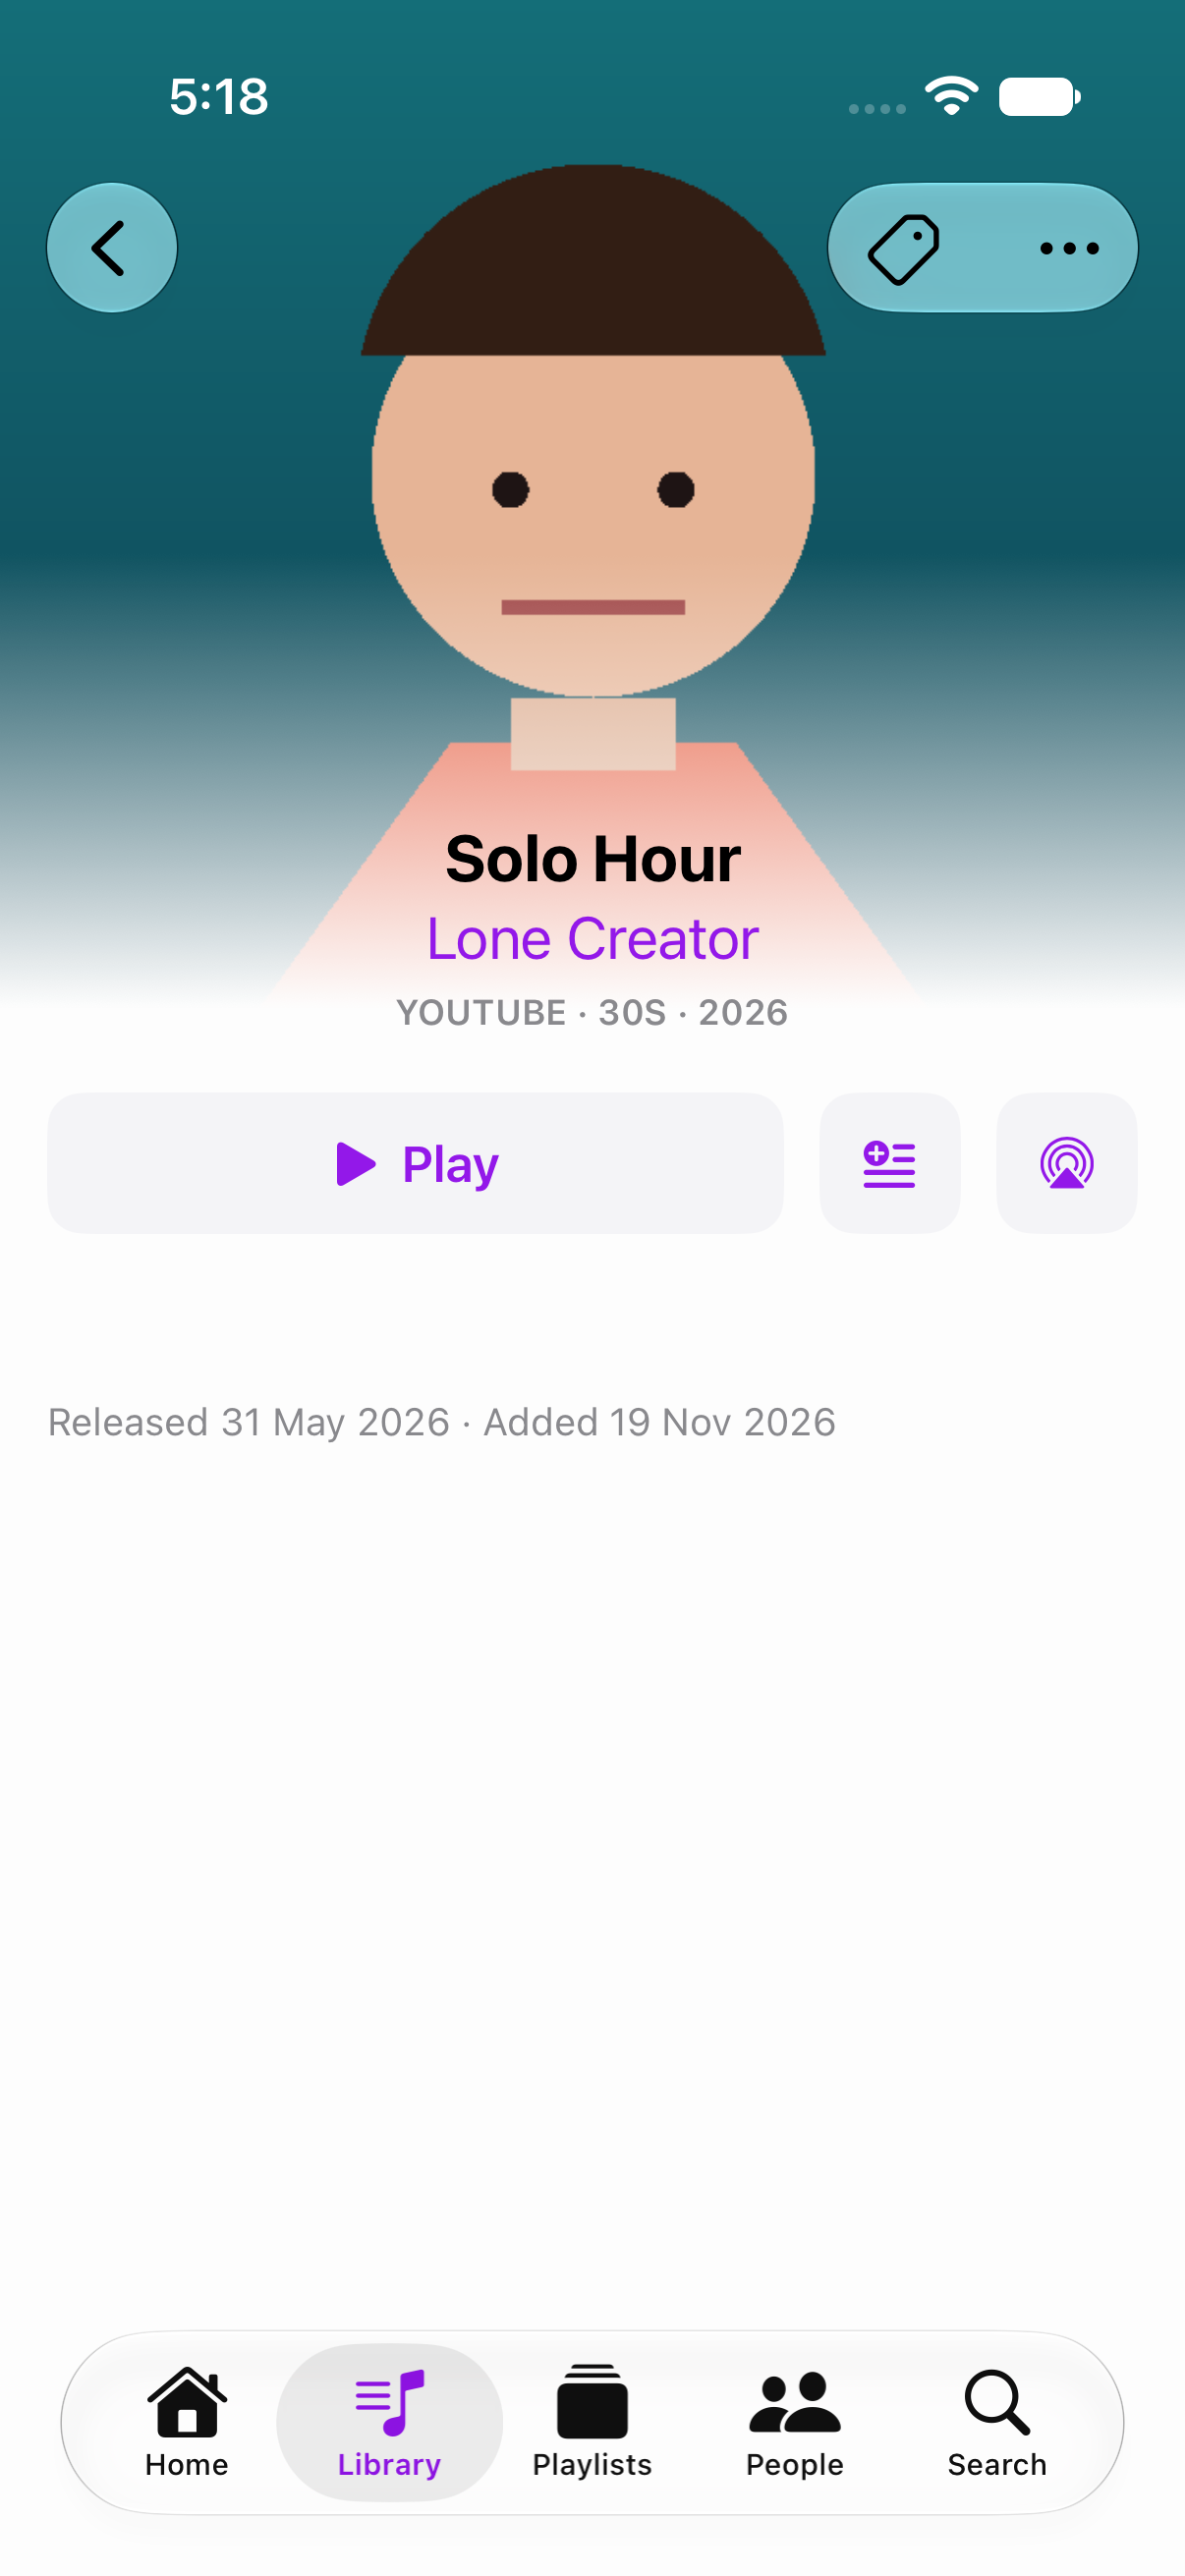 5:18
Solo Hour
Lone Creator
YOUTUBE · 30S · 2026
Play
Released 31 May 2026 · Added 19 Nov 2026
Home
Library
Playlists
People
Search